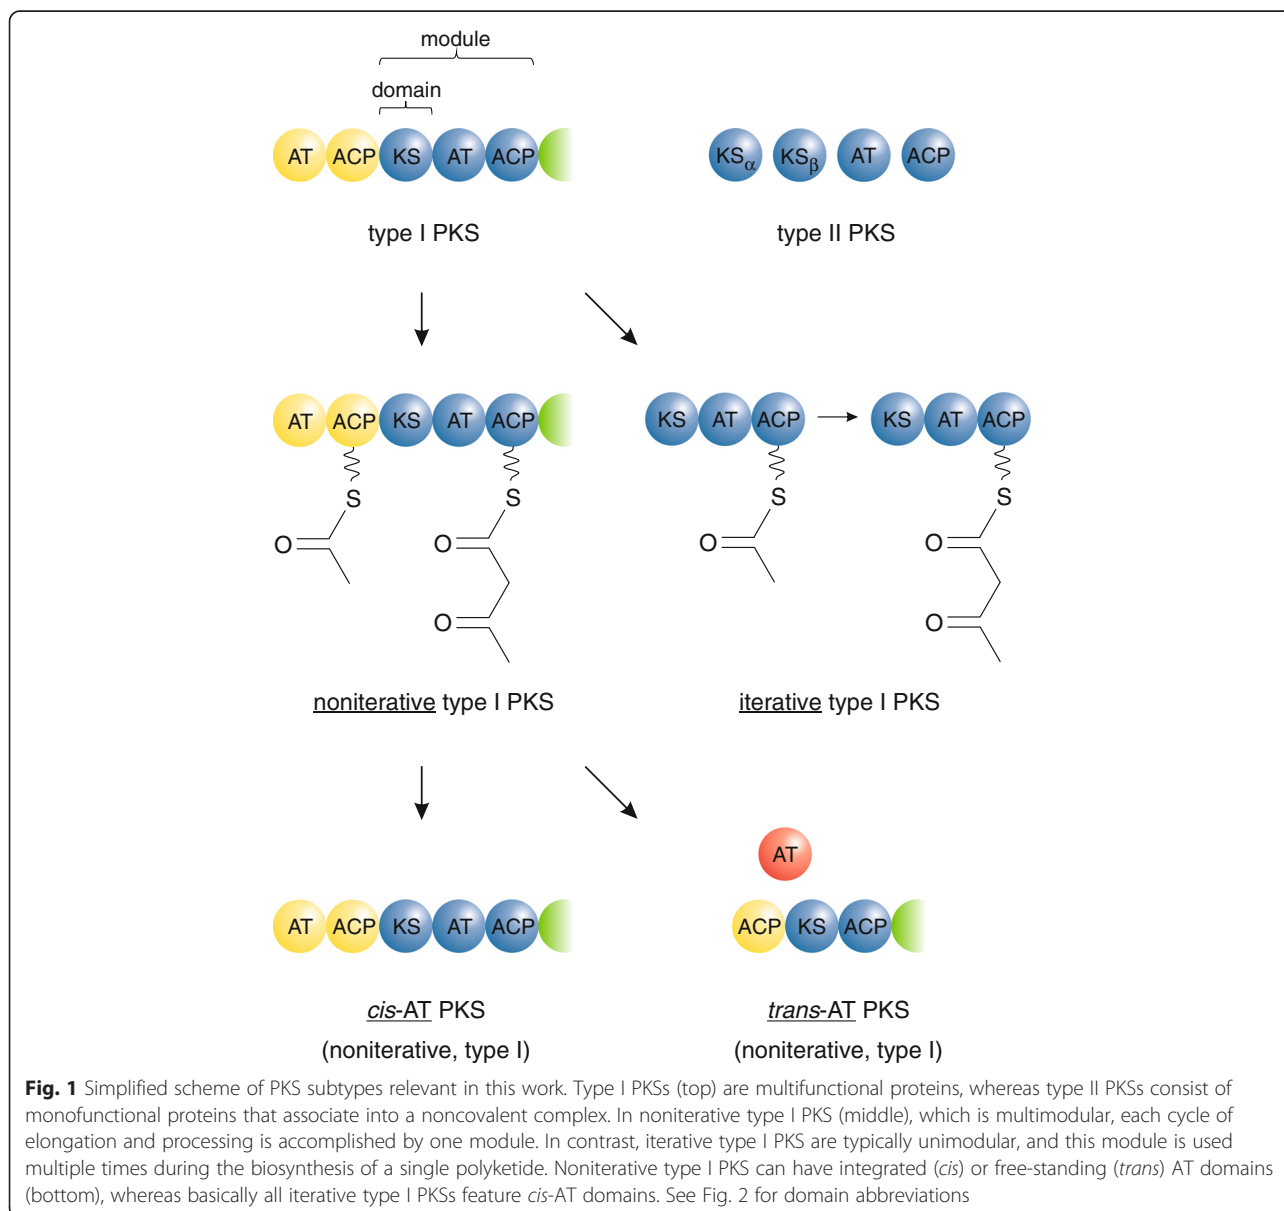 module
domain
AT ACP KS AT ACP
KSα KSβ AT ACP
type I PKS
type II PKS
AT ACP KS AT ACP
S
O
S
O
O
KS AT ACP
S
O
KS AT ACP
S
O
O
noniterative type I PKS
iterative type I PKS
AT ACP KS AT ACP
AT
ACP KS ACP
cis-AT PKS
(noniterative, type I)
trans-AT PKS
(noniterative, type I)
Fig. 1 Simplified scheme of PKS subtypes relevant in this work. Type I PKSs (top) are multifunctional proteins, whereas type II PKSs consist of
monofunctional proteins that associate into a noncovalent complex. In noniterative type I PKS (middle), which is multimodular, each cycle of
elongation and processing is accomplished by one module. In contrast, iterative type I PKS are typically unimodular, and this module is used
multiple times during the biosynthesis of a single polyketide. Noniterative type I PKS can have integrated (cis) or free-standing (trans) AT domains
(bottom), whereas basically all iterative type I PKSs feature cis-AT domains. See Fig. 2 for domain abbreviations